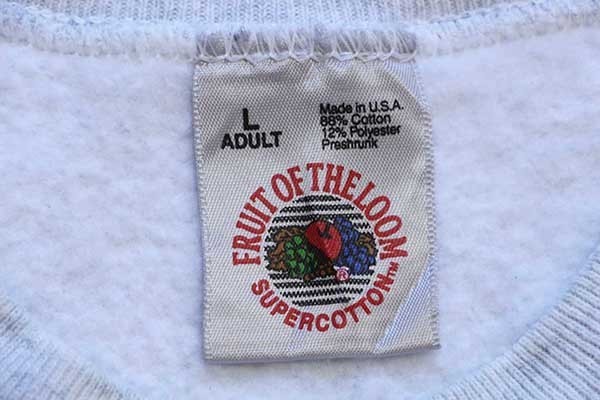 L
ADULT
Made in U.S.A.
88% Cotton
12% Polyester
Preshrunk
FRUIT OF THE LOOM
SUPERCOTTON™